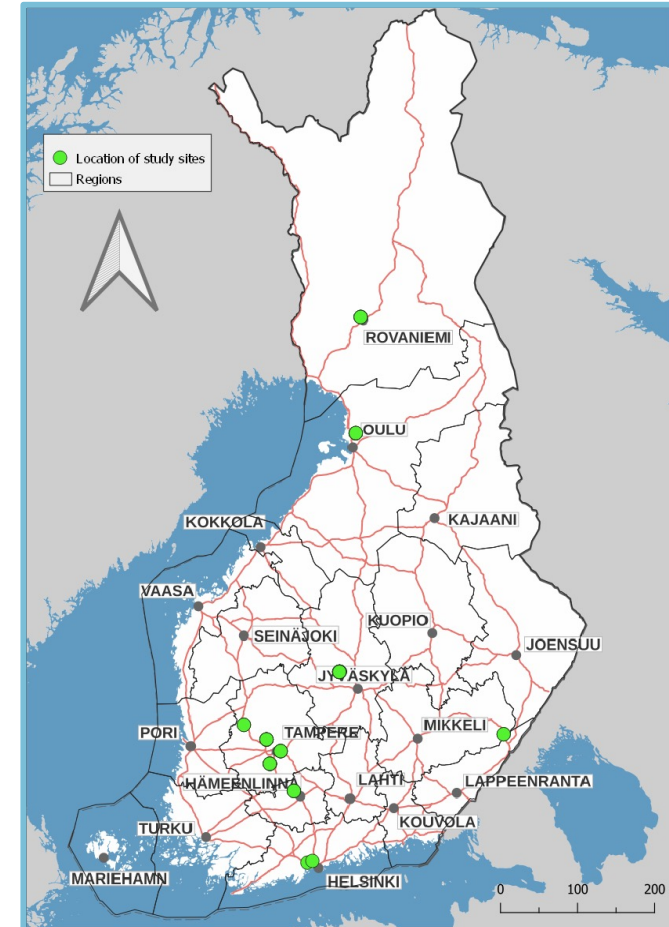 Location of study sites
Regions
ROVANIEMI
OULU
KAJAANI
KOKKOLA
VAASA
SEINÄJOKI
KUOPIO
JOENSUU
JYVÄSKYLÄ
PORI
TAMPERE
MIKKELI
HÄMEENLINNA
LAHTI
LAPPEENRANTA
KOUVOLA
TURKU
MARIEHAMN
HELSINKI
0 100 200